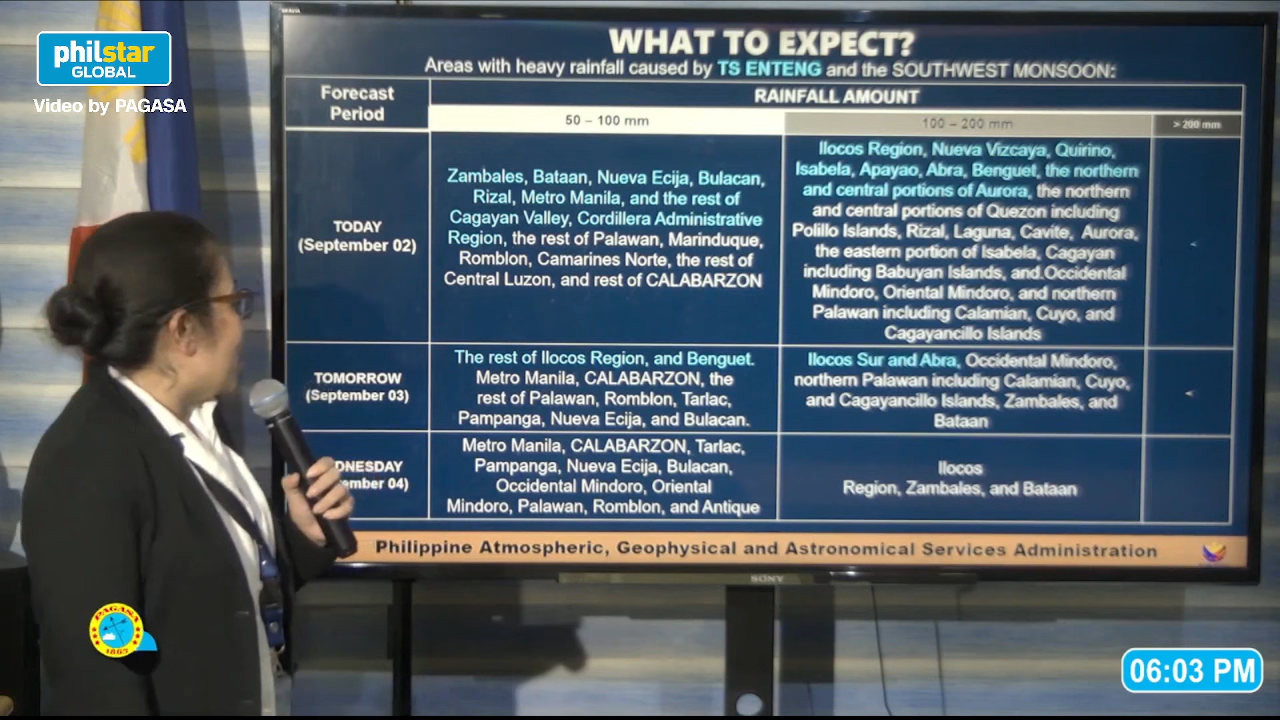 philstar
GLOBAL
Video by PAGASA
WHAT TO EXPECT?
Areas with heavy rainfall caused by TS ENTENG and the SOUTHWEST MONSOON:
Forecast
Period
RAINFALL AMOUNT
50 – 100 mm
100 – 200 mm
> 200 mm
TODAY
(September 02)
Zambales, Bataan, Nueva Ecija, Bulacan,
Rizal, Metro Manila, and the rest of
Cagayan Valley, Cordillera Administrative
Region, the rest of Palawan, Marinduque,
Romblon, Camarines Norte, the rest of
Central Luzon, and rest of CALABARZON
Ilocos Region, Nueva Vizcaya, Quirino,
Isabela, Apayao, Abra, Benguet, the northern
and central portions of Aurora, the northern
and central portions of Quezon including
Polillo Islands, Rizal, Laguna, Cavite, Aurora,
the eastern portion of Isabela, Cagayan
including Babuyan Islands, and.Occidental
Mindoro, Oriental Mindoro, and northern
Palawan including Calamian, Cuyo, and
Cagayancillo Islands
TOMORROW
(September 03)
The rest of Ilocos Region, and Benguet.
Metro Manila, CALABARZON, the
rest of Palawan, Romblon, Tarlac,
Pampanga, Nueva Ecija, and Bulacan.
Ilocos Sur and Abra, Occidental Mindoro,
northern Palawan including Calamian, Cuyo,
and Cagayancillo Islands, Zambales, and
Bataan
DNESDAY
ember 04)
Metro Manila, CALABARZON, Tarlac,
Pampanga, Nueva Ecija, Bulacan,
Occidental Mindoro, Oriental
Mindoro, Palawan, Romblon, and Antique
Ilocos
Region, Zambales, and Bataan
Philippine Atmospheric, Geophysical and Astronomical Services Administration
SONY
PAGASA
1865
06:03 PM